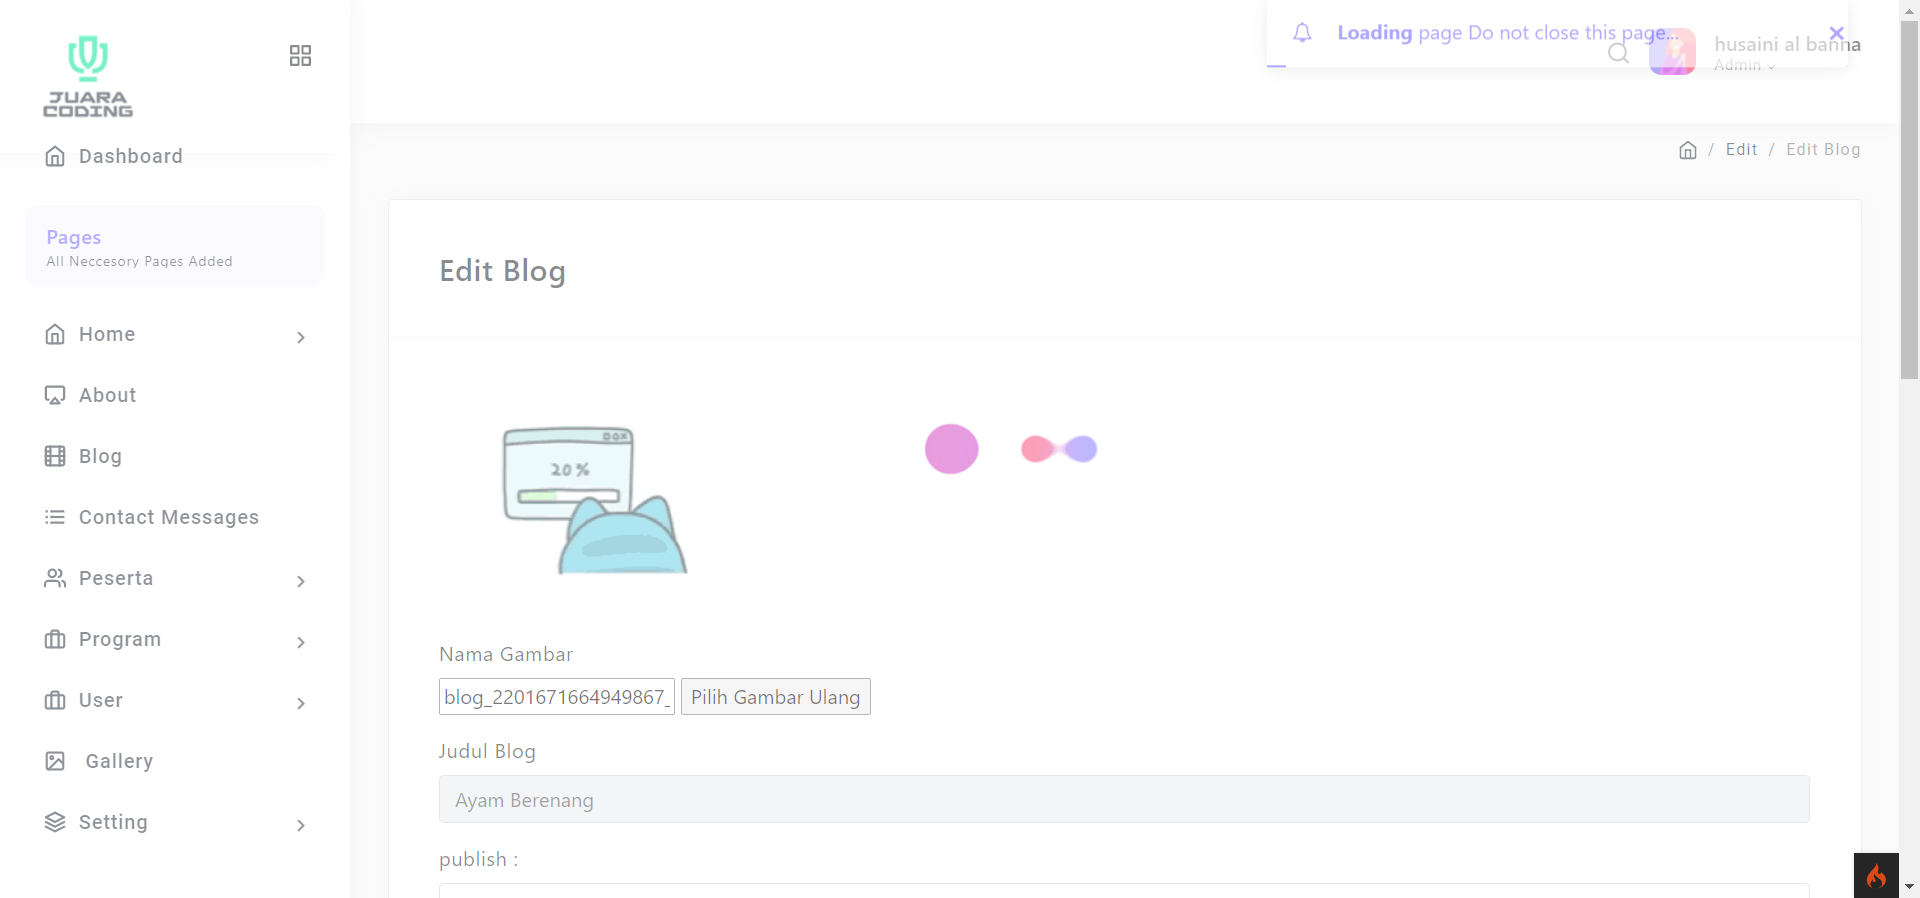 JUARA
CODING
Loading page Do not close this page...
husaini al banna
Admin
Dashboard
/ Edit / Edit Blog
Pages
All Neccesory Pages Added
Home
About
Blog
Contact Messages
Peserta
Program
User
Gallery
Setting
Edit Blog
20%
Nama Gambar
blog_2201671664949867_
Pilih Gambar Ulang
Judul Blog
Ayam Berenang
publish :